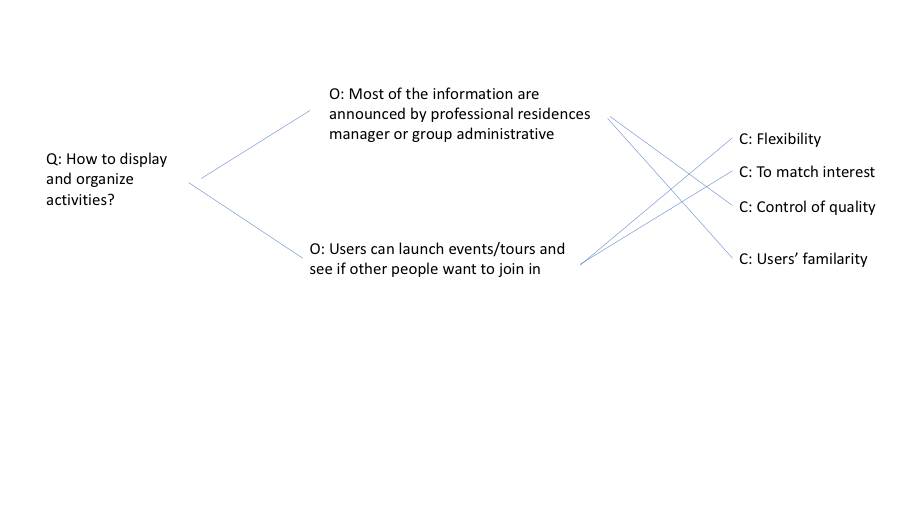 Q: How to display
and organize
activities?
O: Most of the information are
announced by professional residences
manager or group administrative
O: Users can launch events/tours and
see if other people want to join in
C: Flexibility
C: To match interest
C: Control of quality
C: Users’ familarity